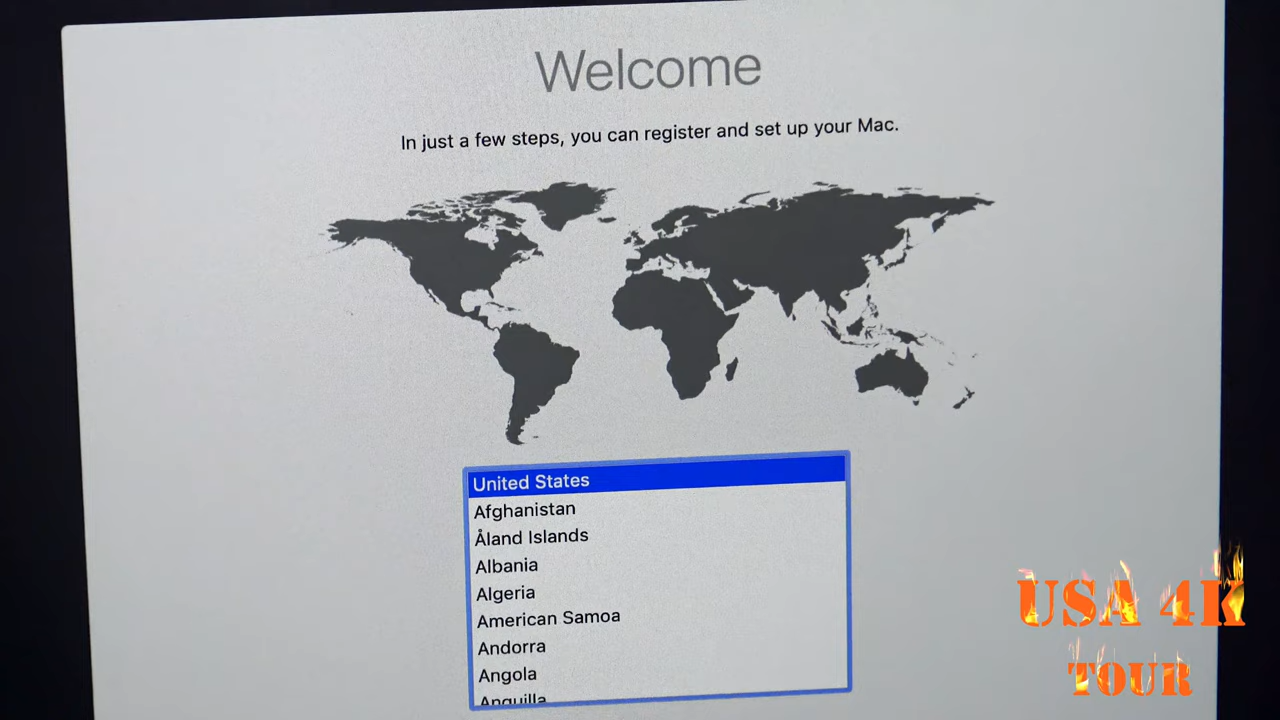 Welcome
In just a few steps, you can register and set up your Mac.
United States
Afghanistan
Åland Islands
Albania
Algeria
American Samoa
Andorra
Angola
Anguilla
USA 4K
TOUR